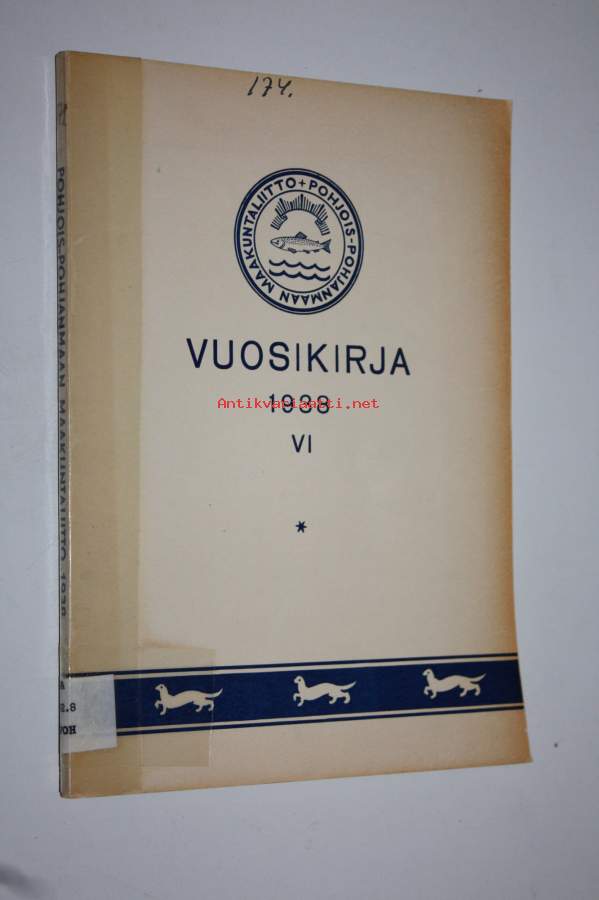 174.
POHJOIS-POHJANMAAN MAAKUNTALIITTO
VUOSIKIRJA
1938
Antikvariaatti.net
VI
*
POHJOIS-POHJANMAAN MAAKUNTALIITTO 1938